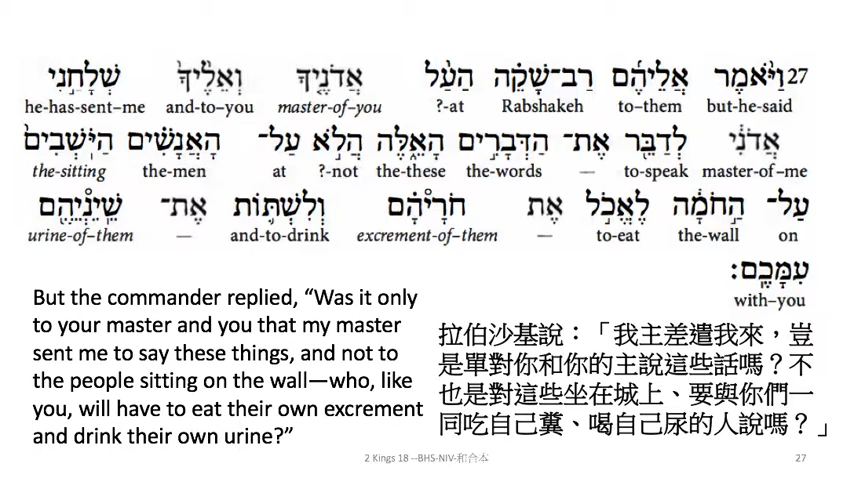 27 וַיֹּ֨אמֶר אֲלֵיהֶ֜ם רַב־שָׁקֵ֗ה הַעַ֨ל אֲדֹנֶ֤יךָ וְאֵלֶ֙יךָ֙ שְׁלָחַ֣נִי
he-has-sent–me and-to–you master-of–you ?-at Rabshakeh to–them but-he-said
אֲדֹנִ֔י לְדַבֵּ֖ר אֶת־ הַדְּבָרִ֣ים הָאֵ֑לֶּה הֲלֹ֣א עַל־ הָאֲנָשִׁ֗ים הַיֹּֽשְׁבִים֙
the-sitting the-men at ?-not the-these the-words — to-speak master-of–me
עַל־ הַ֣חֹמָ֔ה לֶאֱכֹ֣ל אֶת חֹרָיהֶ֗ם וְלִשְׁתּ֛וֹת אֶת־ שֵֽׁינֵיהֶ֖ם
urine-of–them — and-to-drink excrement-of–them — to-eat the-wall on
עִמָּכֶֽם׃
with–you
But the commander replied, “Was it only
to your master and you that my master
sent me to say these things, and not to
the people sitting on the wall—who, like
you, will have to eat their own excrement
and drink their own urine?”
拉伯沙基說：「我主差遣我來，豈
是單對你和你的主說這些話嗎？不
也是對這些坐在城上、要與你們一
同吃自己糞、喝自己尿的人說嗎？」
2 Kings 18 --BHS-NIV-和合本
27